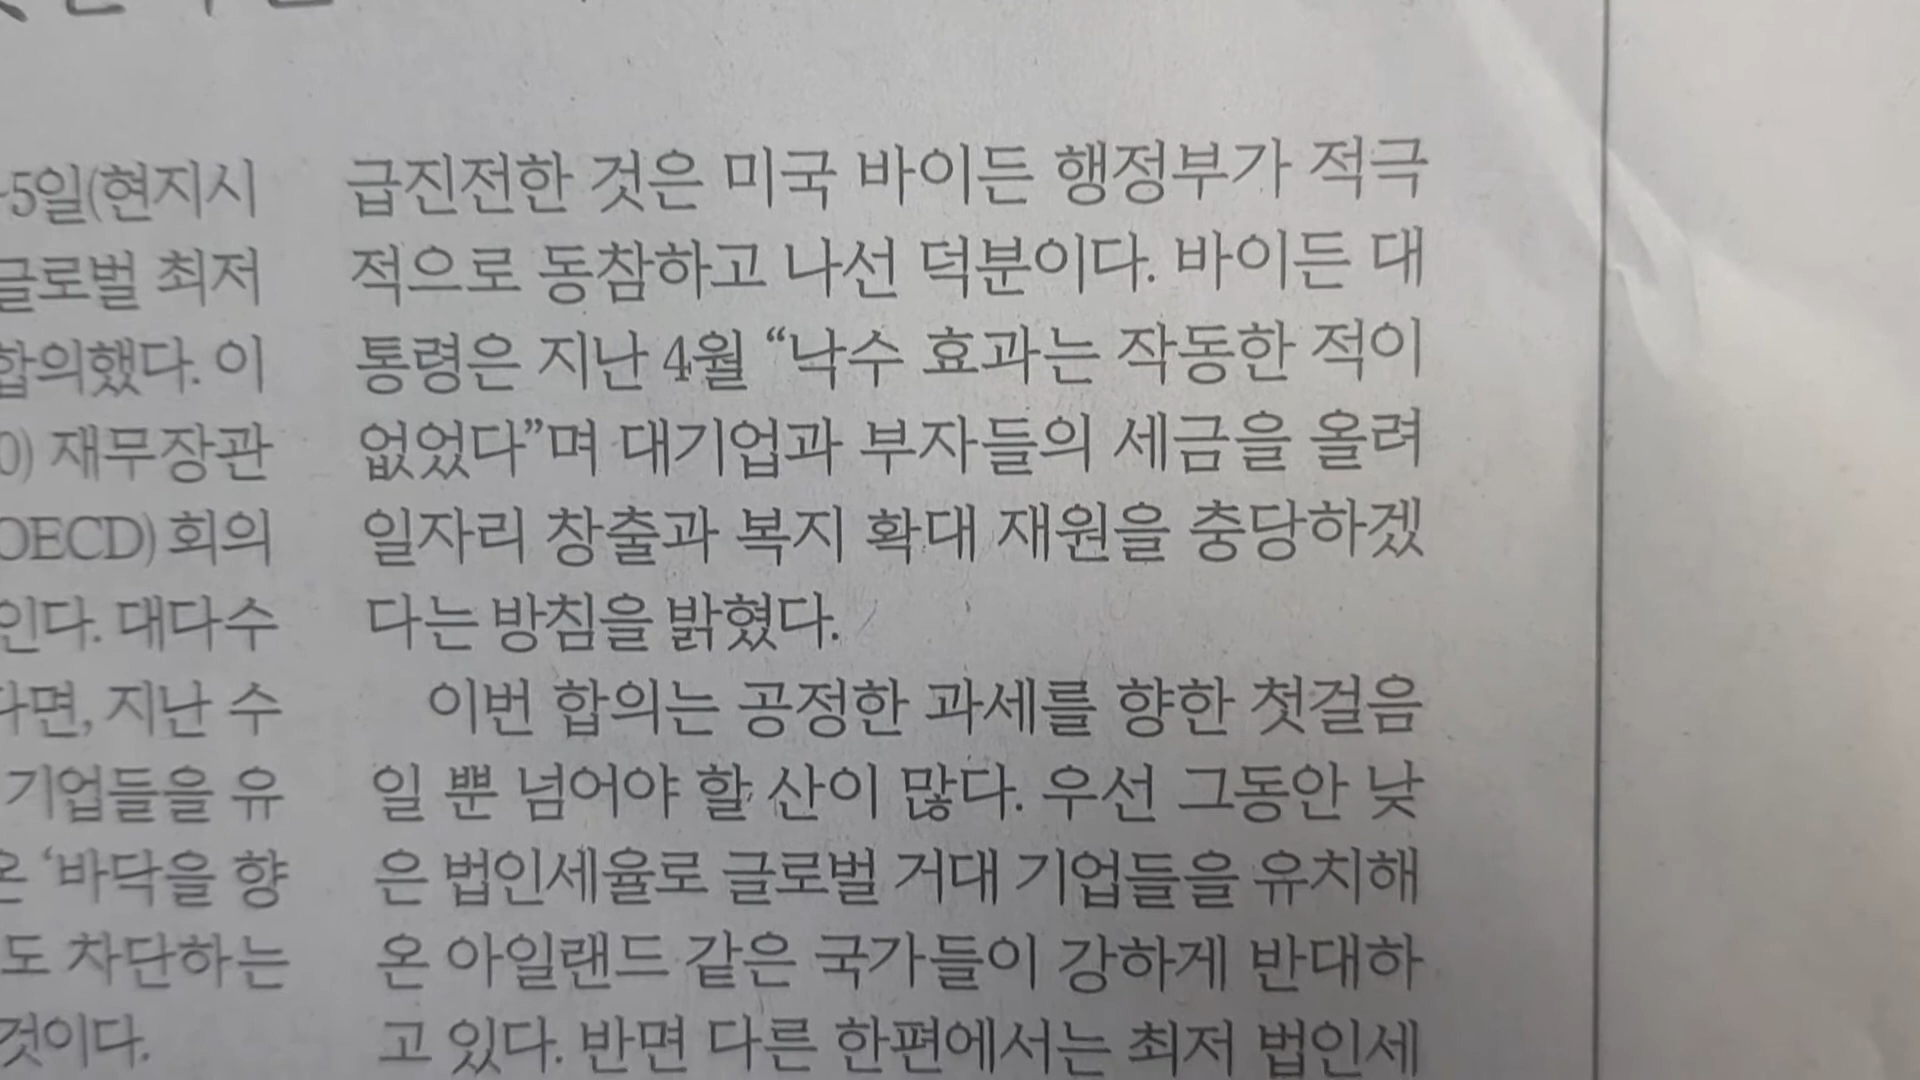 5일(현지시
글로벌 최저
합의했다. 이
0) 재무장관
OECD) 회의
인다. 대다수
다면, 지난 수
기업들을 유
온 ‘바닥을 향
도 차단하는
것이다.
급진전한 것은 미국 바이든 행정부가 적극
적으로 동참하고 나선 덕분이다. 바이든 대
통령은 지난 4월 “낙수 효과는 작동한 적이
없었다”며 대기업과 부자들의 세금을 올려
일자리 창출과 복지 확대 재원을 충당하겠
다는 방침을 밝혔다.
이번 합의는 공정한 과세를 향한 첫걸음
일 뿐 넘어야 할 산이 많다. 우선 그동안 낮
은 법인세율로 글로벌 거대 기업들을 유치해
온 아일랜드 같은 국가들이 강하게 반대하
고 있다. 반면 다른 한편에서는 최저 법인세